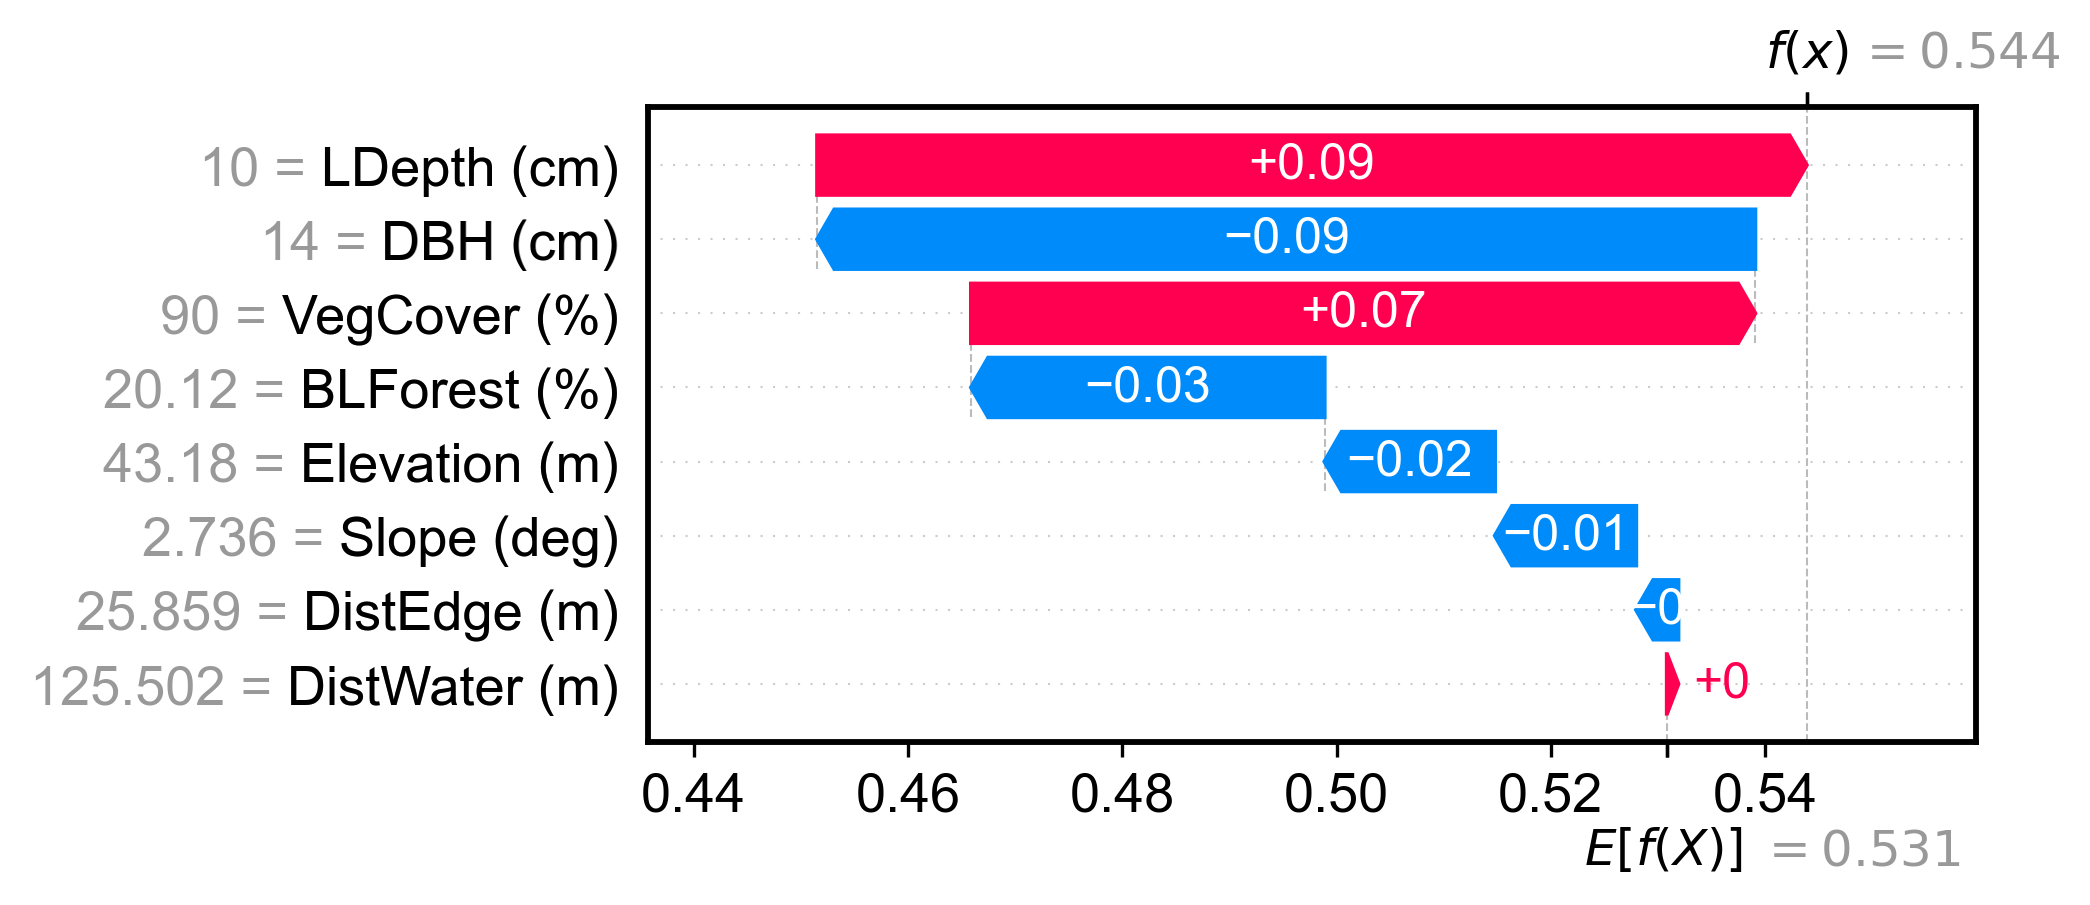 f(x) = 0.544
10 = LDepth (cm) +0.09
14 = DBH (cm) −0.09
90 = VegCover (%) +0.07
20.12 = BLForest (%) −0.03
43.18 = Elevation (m) −0.02
2.736 = Slope (deg) −0.01
25.859 = DistEdge (m) −0
125.502 = DistWater (m) +0
0.44 0.46 0.48 0.50 0.52 0.54
E[f(X)] = 0.531